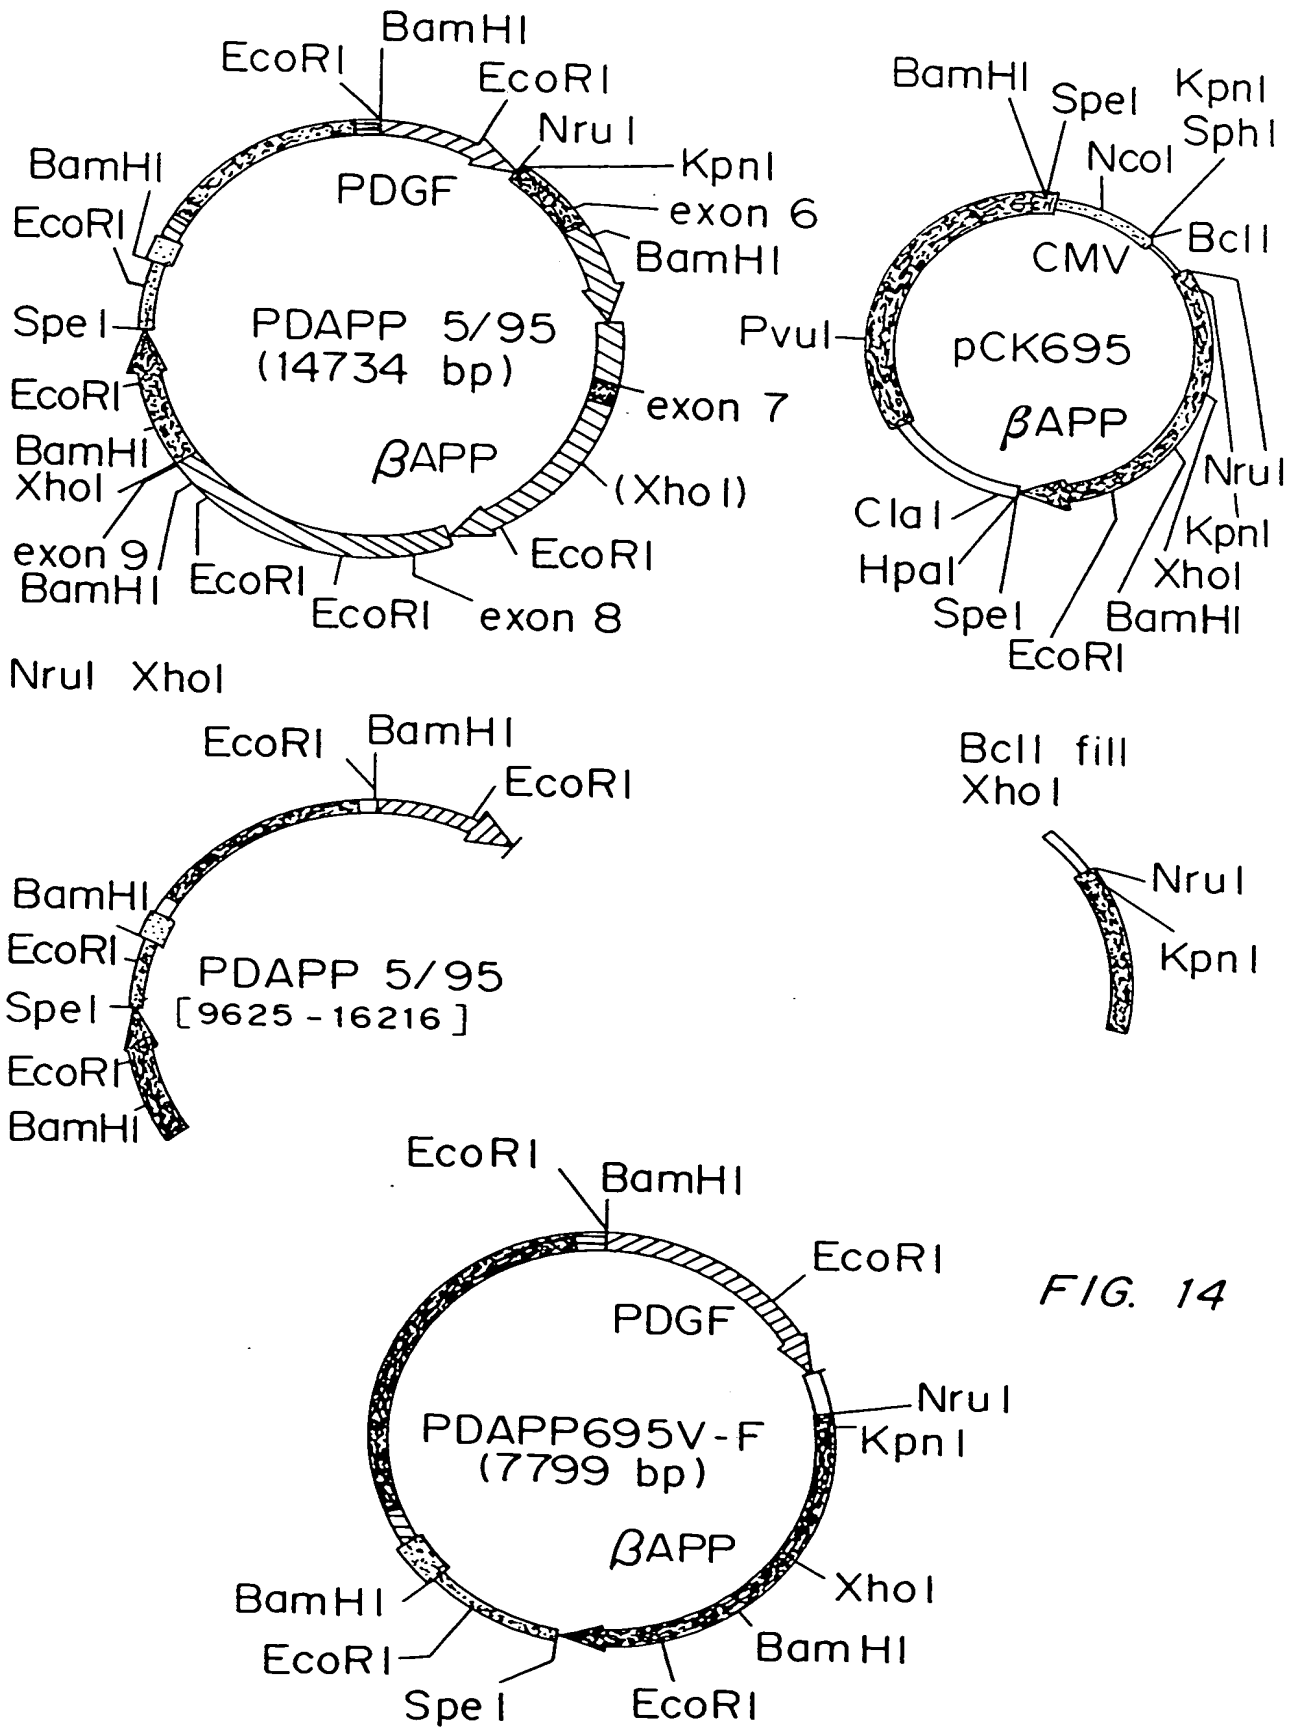 BamHI
EcoRI
EcoRI
NruI
KpnI
PDGF
exon 6
BamHI
BamHI
EcoRI
SpeI
PDAPP 5/95
(14734 bp)
EcoRI
exon 7
BamHI
βAPP
XhoI
(XhoI)
exon 9
BamHI
EcoRI
EcoRI
EcoRI
exon 8
BamHI
SpeI
KpnI
SphI
NcoI
BclI
CMV
PvuI
pCK695
βAPP
NruI
ClaI
KpnI
HpaI
XhoI
SpeI
BamHI
EcoRI
NruI XhoI
EcoRI
BamHI
EcoRI
BamHI
EcoRI
PDAPP 5/95
SpeI
[9625-16216]
EcoRI
BamHI
BclI fill
XhoI
NruI
KpnI
EcoRI
BamHI
EcoRI
PDGF
FIG. 14
NruI
PDAPP695V-F
KpnI
(7799 bp)
βAPP
XhoI
BamHI
BamHI
EcoRI
SpeI
EcoRI